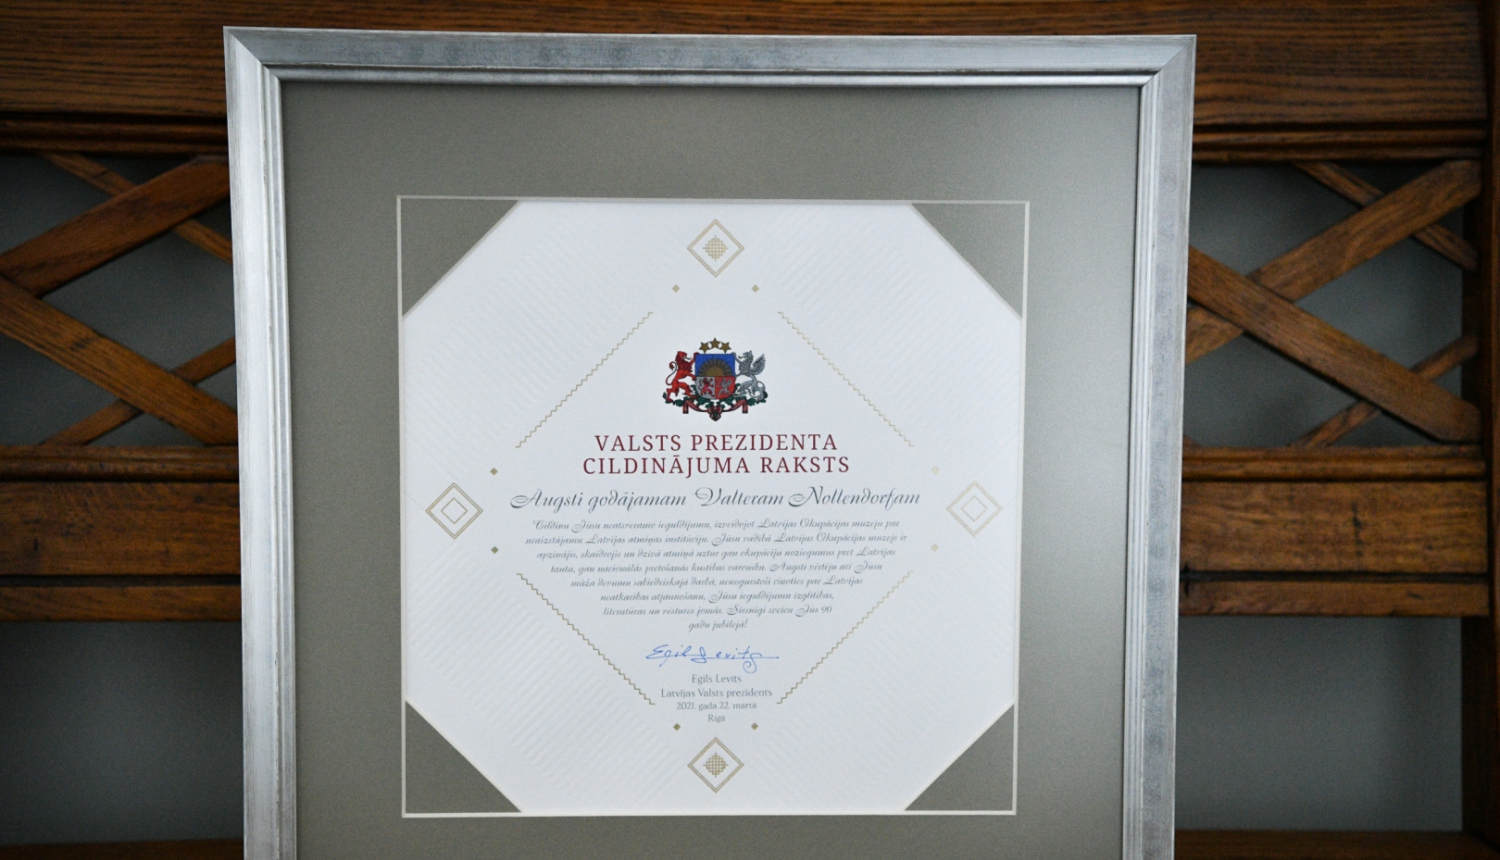 VALSTS PREZIDENTA
CILDINĀJUMA RAKSTS
Augsti godājamam Valteram Nollendorfam
Cildinu Jūsu neatsveramo ieguldījumu, izveidojot Latvijas Okupācijas muzeju par
neaizstājamu Latvijas atmiņas institūciju. Jūsu vadībā Latvijas Okupācijas muzejs ir
apzinājis, skaidrojis un dzīvā atmiņā uztur gan okupāciju noziegumus pret Latvijas
tautu, gan nacionālās pretošanās kustības varonību. Augsti vērtēju arī Jūsu
mūža devumu sabiedriskajā darbā, nenogurstoši cīnoties par Latvijas
neatkarības atjaunošanu, Jūsu ieguldījumu izglītības,
literatūras un vēstures jomās. Sirsnīgi sveicu Jūs 90
gadu jubilejā!
Egils Levits
Egils Levits
Latvijas Valsts prezidents
2021. gada 22. martā
Rīgā